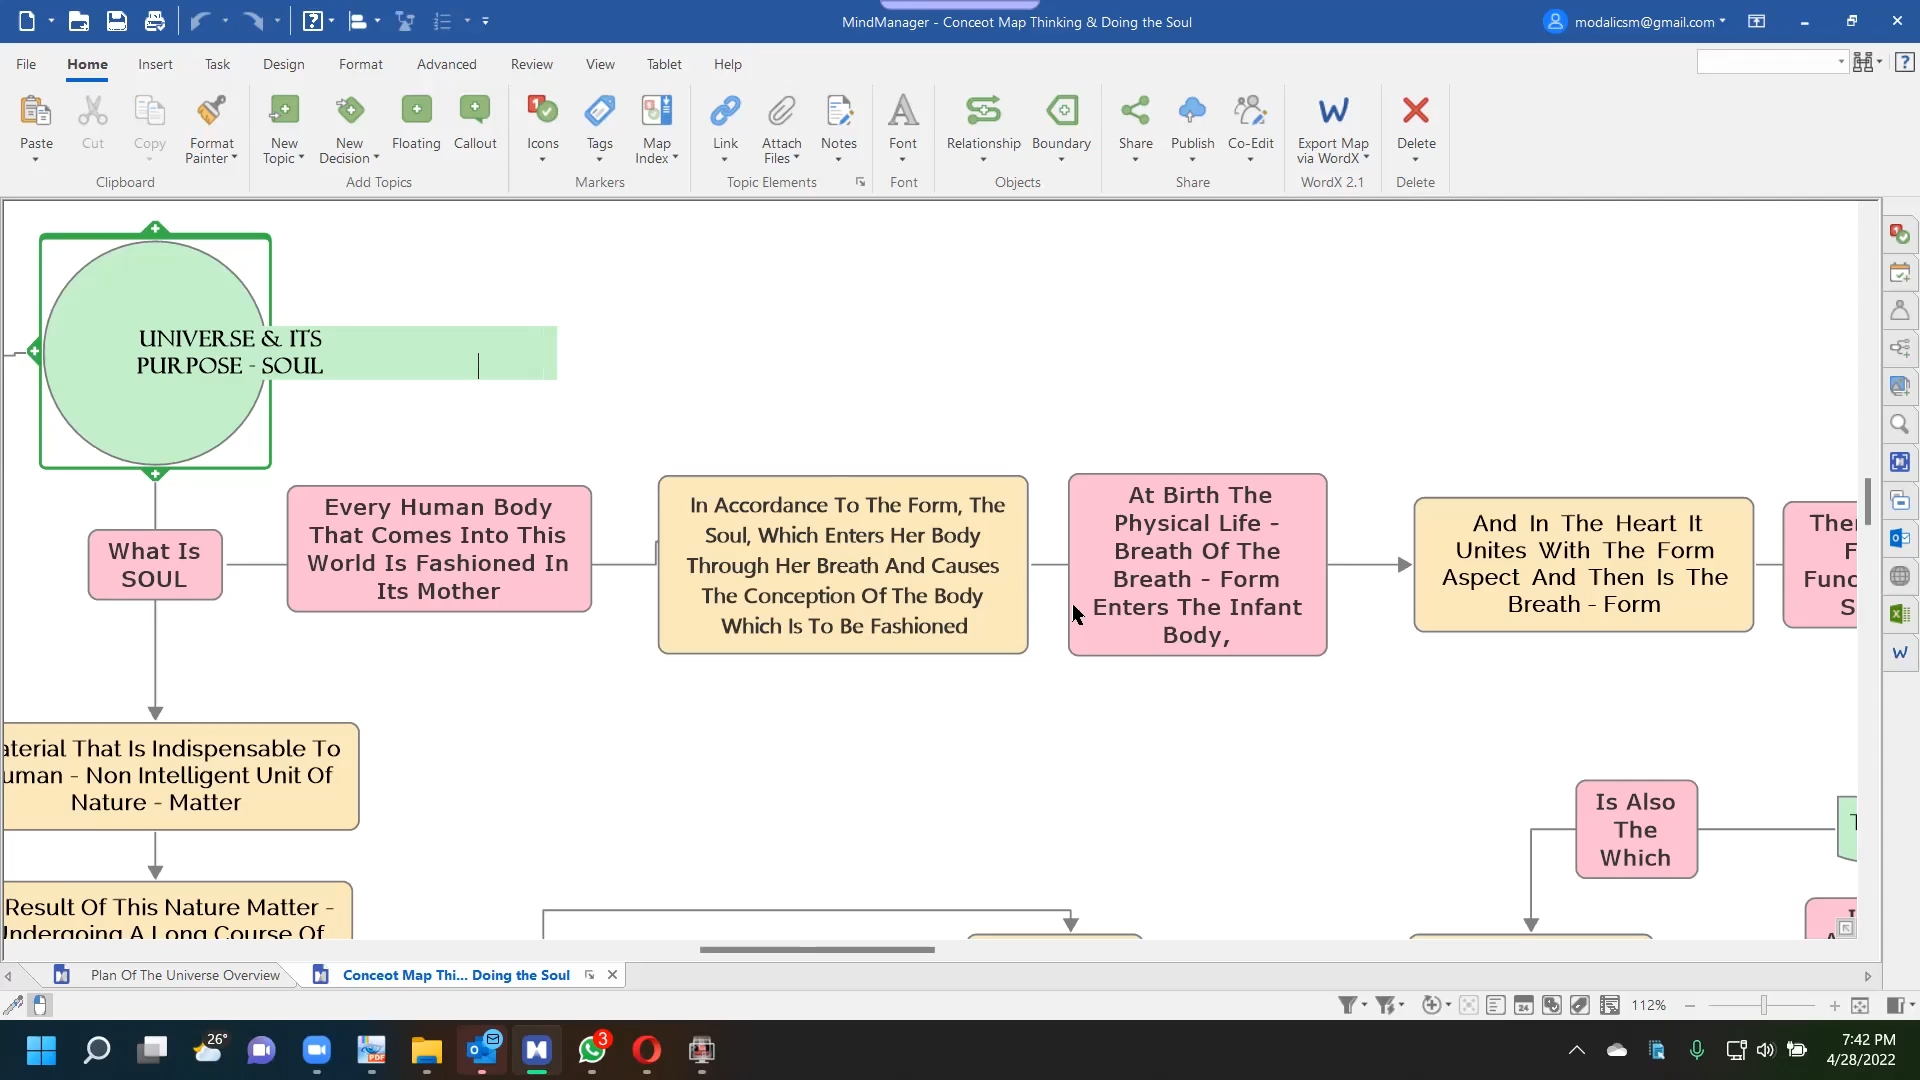 MindManager - Conceot Map Thinking & Doing the Soul
modalicsm@gmail.com
File
Home
Insert
Task
Design
Format
Advanced
Review
View
Tablet
Help
Paste
Cut
Copy
Format
Painter
Clipboard
New
Topic
New
Decision
Floating
Callout
Add Topics
Icons
Tags
Map
Index
Markers
Link
Attach
Files
Notes
Topic Elements
Font
Font
Relationship
Boundary
Objects
Share
Publish
Co-Edit
Share
Export Map
via WordX
WordX 2.1
Delete
Delete
UNIVERSE & ITS
PURPOSE - SOUL
What Is
SOUL
Every Human Body
That Comes Into This
World Is Fashioned In
Its Mother
In Accordance To The Form, The
Soul, Which Enters Her Body
Through Her Breath And Causes
The Conception Of The Body
Which Is To Be Fashioned
At Birth The
Physical Life -
Breath Of The
Breath - Form
Enters The Infant
Body,
And In The Heart It
Unites With The Form
Aspect And Then Is The
Breath - Form
Ther
F
Func
S
aterial That Is Indispensable To
uman - Non Intelligent Unit Of
Nature - Matter
Result Of This Nature Matter -
Undergoing A Long Course Of
Is Also
The
Which
Plan Of The Universe Overview
Conceot Map Thi... Doing the Soul
112%
26°
3
7:42 PM
4/28/2022